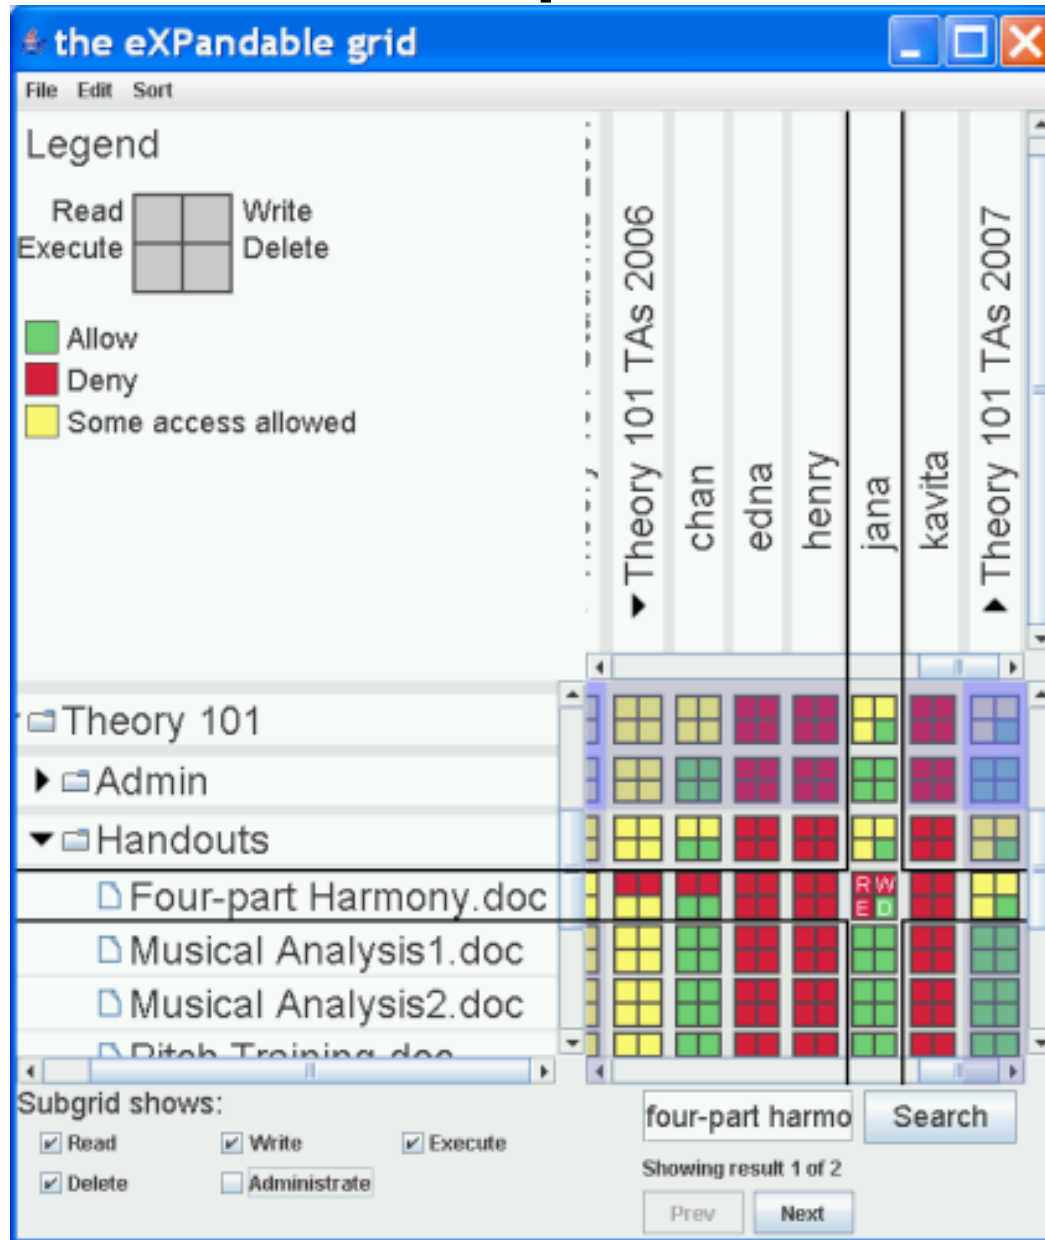 the eXPandable grid
File Edit Sort
Legend
Read Write
Execute Delete
Allow
Deny
Some access allowed
Theory 101 TAs 2006
chan
edna
henry
jana
kavita
Theory 101 TAs 2007
Theory 101
Admin
Handouts
Four-part Harmony.doc
R W
E D
Musical Analysis1.doc
Musical Analysis2.doc
Pitch Training.doc
Subgrid shows:
Read Write Execute
Delete Administrate
four-part harmo Search
Showing result 1 of 2
Prev Next